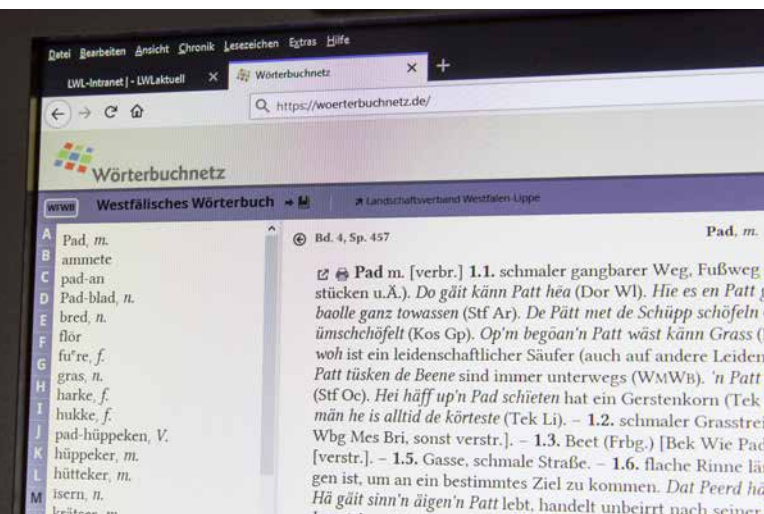 Datei Bearbeiten Ansicht Chronik Lesezeichen Extras Hilfe
LWL-Intranet | - LWLaktuell × Wörterbuchnetz × +
https://woerterbuchnetz.de/
Wörterbuchnetz
WFWB Westfälisches Wörterbuch Landschaftsverband Westfalen-Lippe
A
B
C
D
E
F
G
H
I
J
K
L
M
Pad, m.
ammete
pad-an
Pad-blad, n.
bred, n.
flör
fuʳre, f.
gras, n.
harke, f.
hukke, f.
pad-hüppeken, V.
hüppeker, m.
hütteker, m.
isern, n.
Bd. 4, Sp. 457
Pad, m.
Pad m. [verbr.] 1.1. schmaler gangbarer Weg, Fußweg
stücken u.Ä.). Do gäit känn Patt hëa (Dor Wl). Hie es en Patt
baolle ganz towassen (Stf Ar). De Pätt met de Schüpp schöfeln
ümschchöfelt (Kos Gp). Op'm begöan'n Patt wäst känn Grass
woh ist ein leidenschaftlicher Säufer (auch auf andere Leiden
Patt tüsken de Beene sind immer unterwegs (WMWB). 'n Patt
(Stf Oc). Hei häff up'n Pad schieten hat ein Gerstenkorn (Tek
män he is alltid de körteste (Tek Li). – 1.2. schmaler Grasstrei
Wbg Mes Bri, sonst verstr.]. – 1.3. Beet (Frbg.) [Bek Wie Pad
[verstr.]. – 1.5. Gasse, schmale Straße. – 1.6. flache Rinne lä
gen ist, um an ein bestimmtes Ziel zu kommen. Dat Peerd hä
Hä gäit sinn'n äigen'n Patt lebt, handelt unbeirrt nach seiner